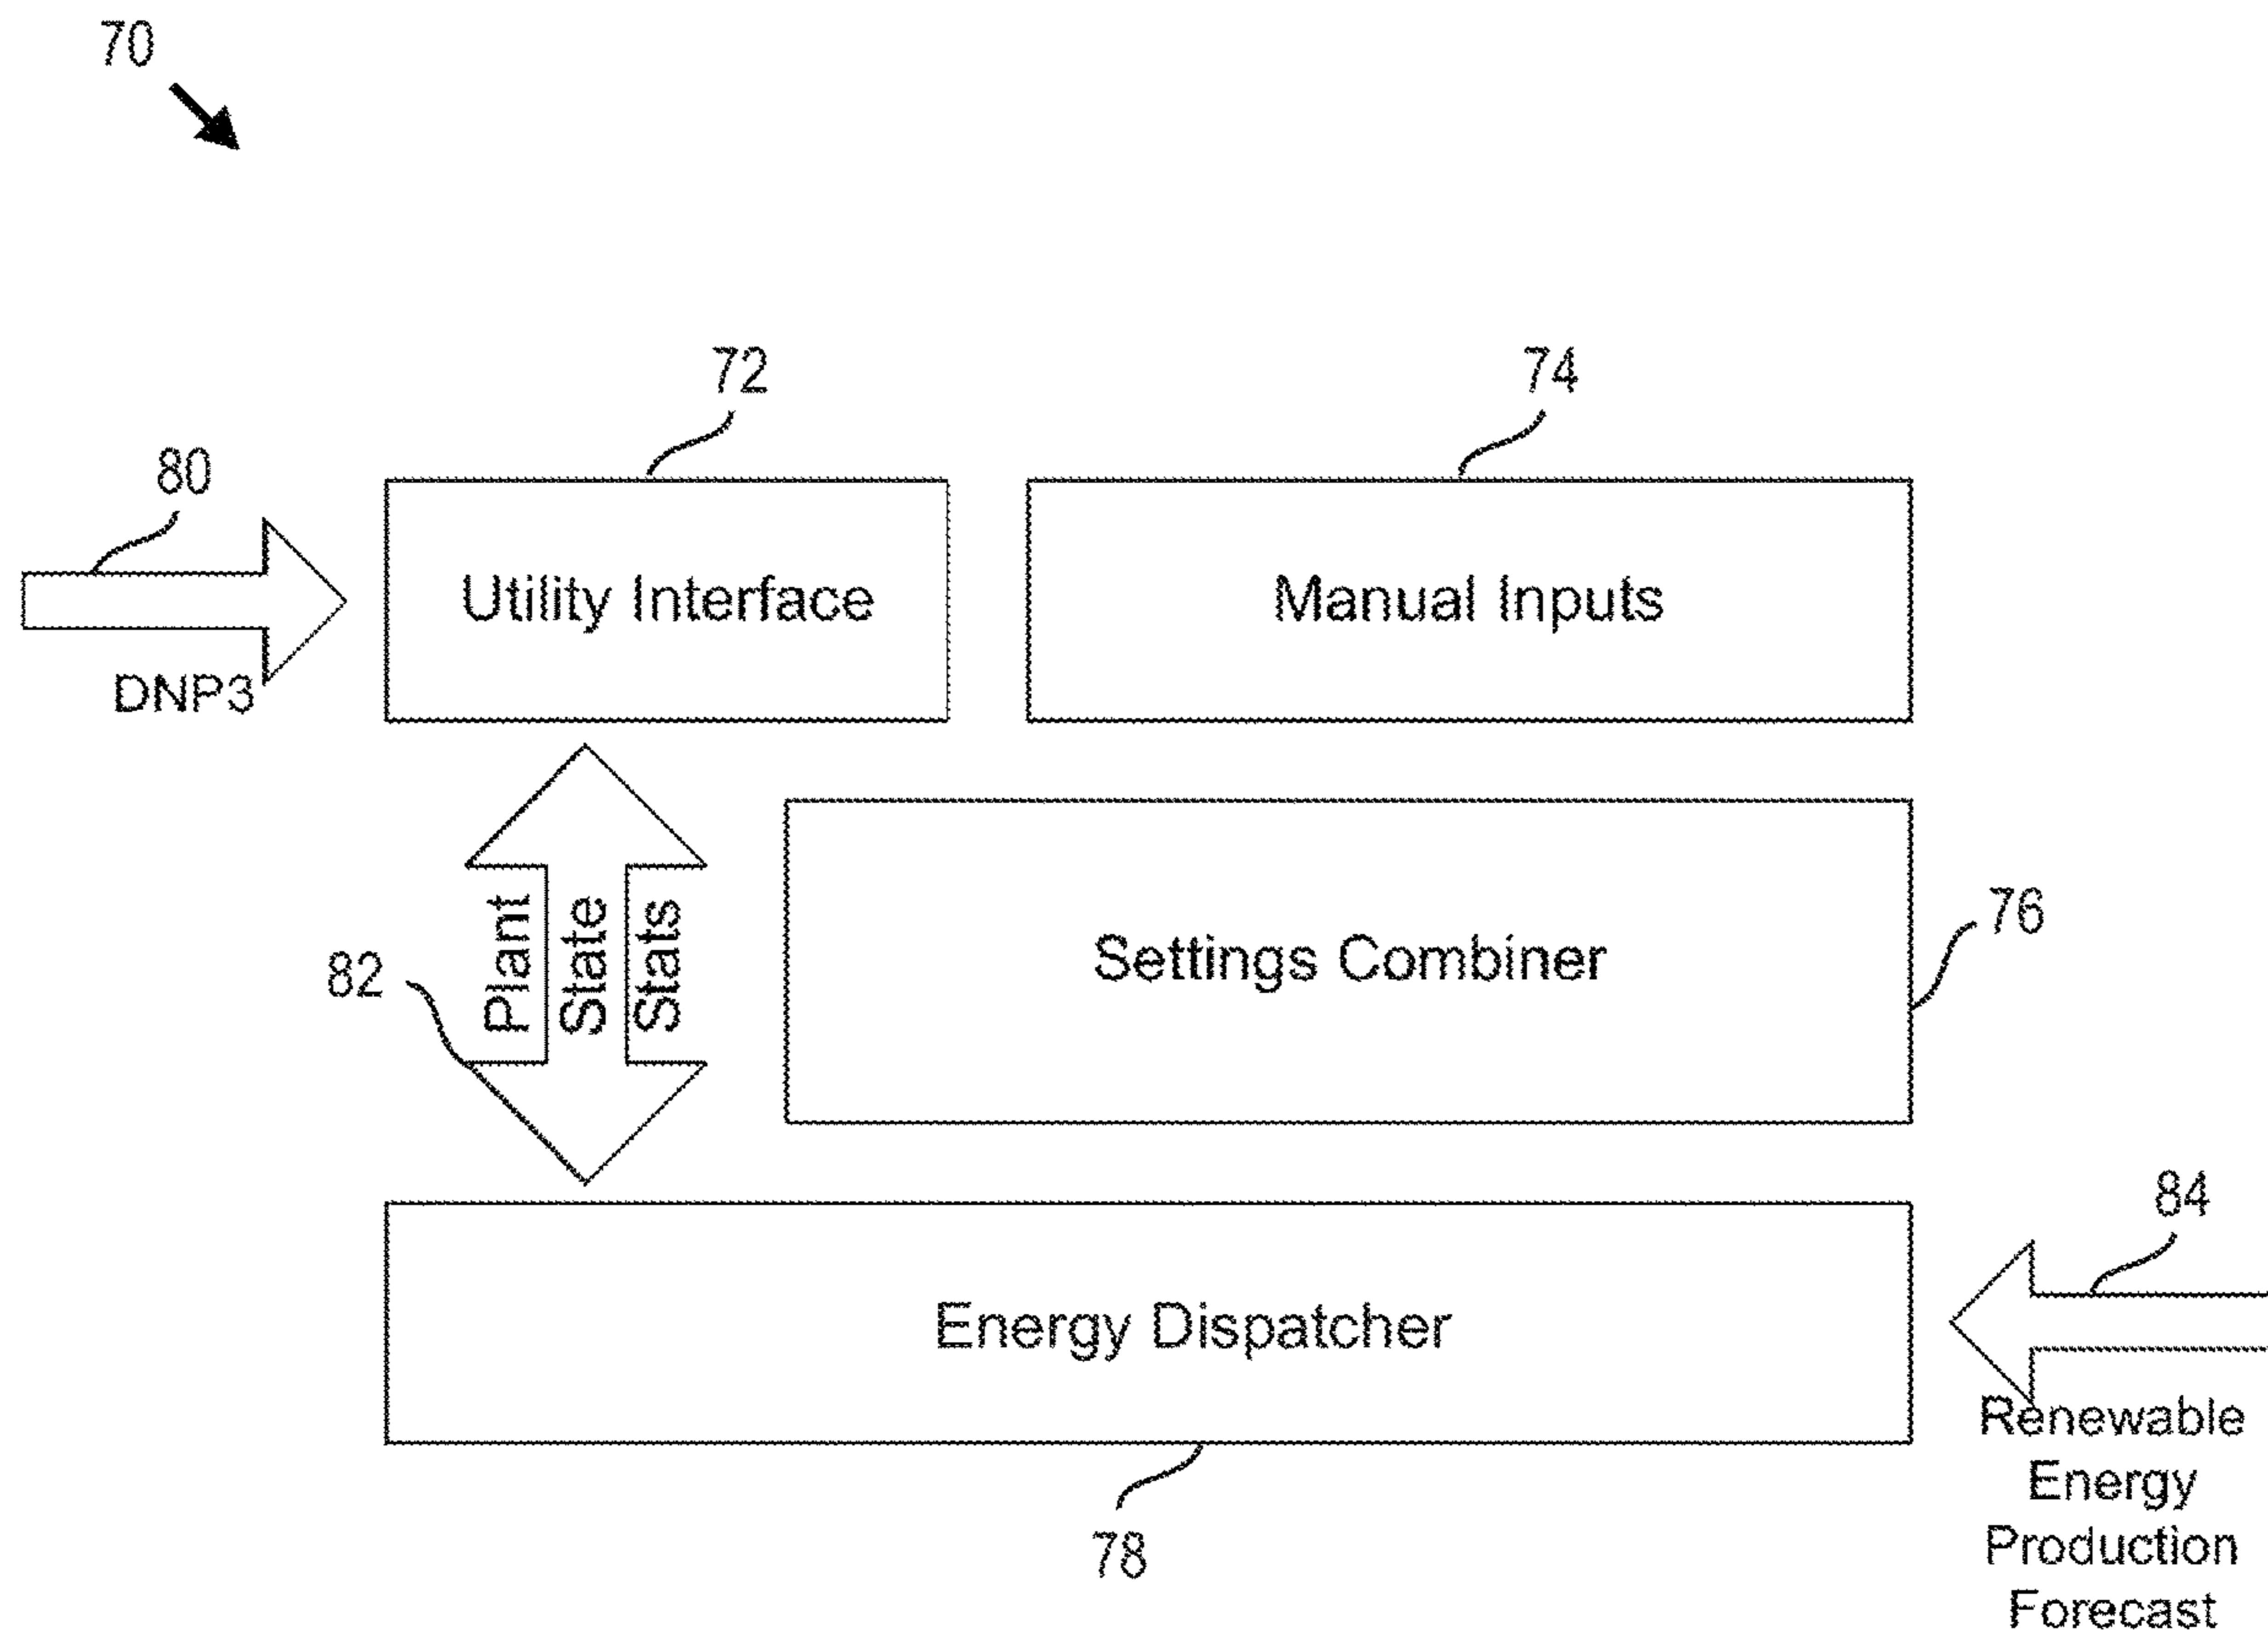 70
72
74
80
Utility Interface
Manual Inputs
DNP3
Plant
State
Stats
82
Settings Combiner
76
84
Energy Dispatcher
Renewable
Energy
Production
Forecast
78